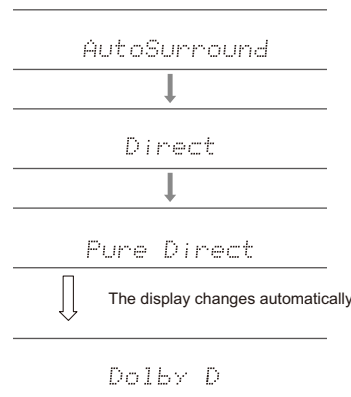 AutoSurround
Direct
Pure Direct
The display changes automatically
Dolby D